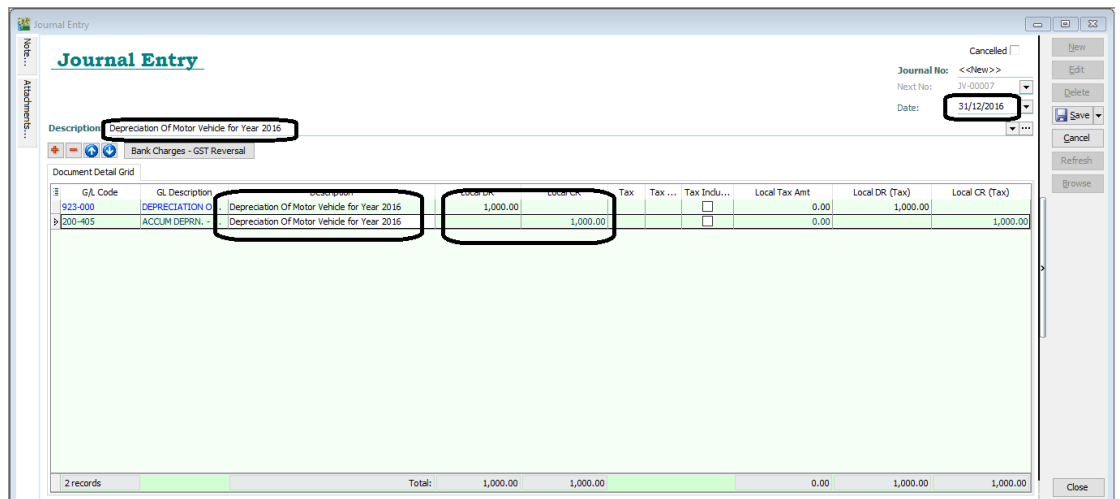 Journal Entry
Note...
Attachments...
Journal Entry
Cancelled
Journal No: <<New>>
Next No: JV-00007
Date: 31/12/2016
Description: Depreciation Of Motor Vehicle for Year 2016
Bank Charges - GST Reversal
Document Detail Grid
G/L Code GL Description Description Local DR Local CR Tax Tax ... Tax Indu... Local Tax Amt Local DR (Tax) Local CR (Tax)
923-000 DEPRECIATION O... Depreciation Of Motor Vehicle for Year 2016 1,000.00 0.00 1,000.00
200-405 ACCUM DEPRN. - ... Depreciation Of Motor Vehicle for Year 2016 1,000.00 0.00 1,000.00
2 records Total: 1,000.00 1,000.00 0.00 1,000.00 1,000.00
New
Edit
Delete
Save
Cancel
Refresh
Browse
Close